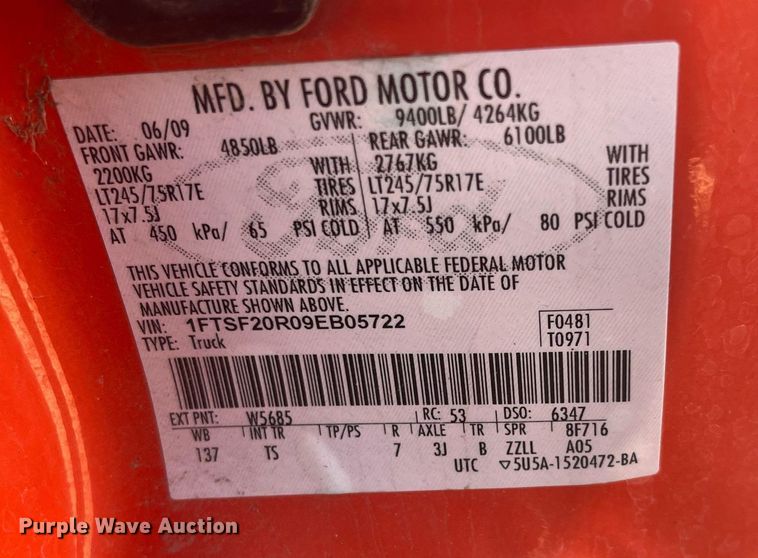 MFD. BY FORD MOTOR CO.
DATE: 06/09 GVWR: 9400LB/ 4264KG
FRONT GAWR: 4850LB REAR GAWR: 6100LB
2200KG WITH 2767KG WITH
LT245/75R17E TIRES LT245/75R17E TIRES
17x7.5J RIMS 17x7.5J RIMS
AT 450 kPa/ 65 PSI COLD AT 550 kPa/ 80 PSI COLD
THIS VEHICLE CONFORMS TO ALL APPLICABLE FEDERAL MOTOR
VEHICLE SAFETY STANDARDS IN EFFECT ON THE DATE OF
MANUFACTURE SHOWN ABOVE.
VIN: 1FTSF20R09EB05722 F0481
TYPE: Truck T0971
EXT PNT: W5685 RC: 53 DSO: 6347
WB INT TR TP/PS R AXLE TR SPR 8F716
137 TS 7 3J B ZZLL A05
UTC ▽5U5A-1520472-BA
Purple Wave Auction